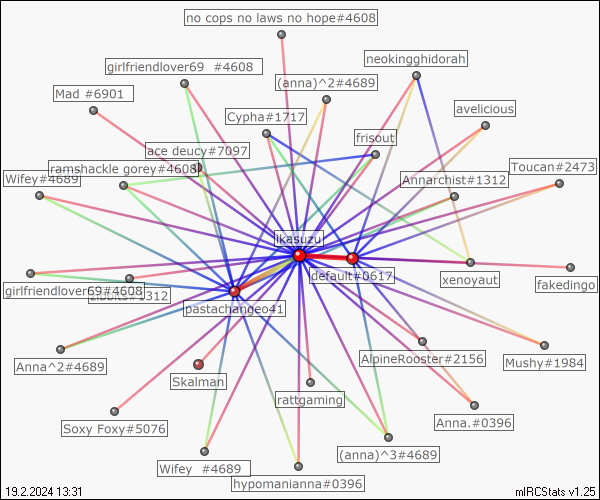 no cops no laws no hope#4608
neokingghidorah
girlfriendlover69 #4608
(anna)^2#4689
Mad #6901
avelicious
Cypha#1717
frisout
ace deucy#7097
Toucan#2473
ramshackle gorey#4608
Wifey#4689
Annarchist#1312
ikasuzu
default#0617
xenoyaut
fakedingo
girlfriendlover69#4608
#1312
pastachangeo41
AlpineRooster#2156
Mushy#1984
Anna^2#4689
Skalman
rattgaming
Anna.#0396
Soxy Foxy#5076
(anna)^3#4689
Wifey #4689
hypomanianna#0396
19.2.2024 13:31
mIRCStats v1.25